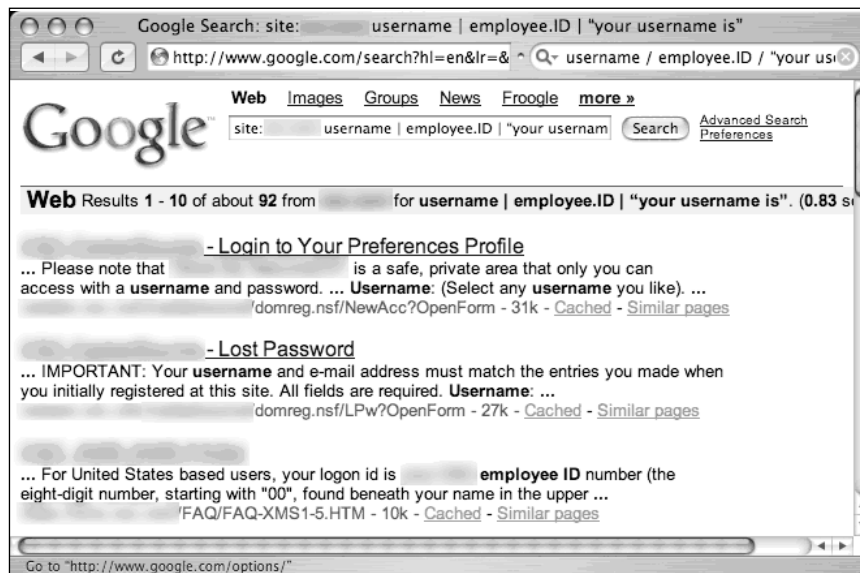 Google Search: site: username | employee.ID | "your username is"
http://www.google.com/search?hl=en&lr=& username / employee.ID / "your us
Web Images Groups News Froogle more »
Google™
site: username | employee.ID | "your usernam Search Advanced Search
Preferences
Web Results 1 - 10 of about 92 from for username | employee.ID | "your username is". (0.83 s
- Login to Your Preferences Profile
... Please note that is a safe, private area that only you can
access with a username and password. ... Username: (Select any username you like). ...
/domreg.nsf/NewAcc?OpenForm - 31k - Cached - Similar pages
- Lost Password
... IMPORTANT: Your username and e-mail address must match the entries you made when
you initially registered at this site. All fields are required. Username: ...
/domreg.nsf/LPw?OpenForm - 27k - Cached - Similar pages
... For United States based users, your logon id is employee ID number (the
eight-digit number, starting with "00", found beneath your name in the upper ...
/FAQ/FAQ-XMS1-5.HTM - 10k - Cached - Similar pages
Go to "http://www.google.com/options/"